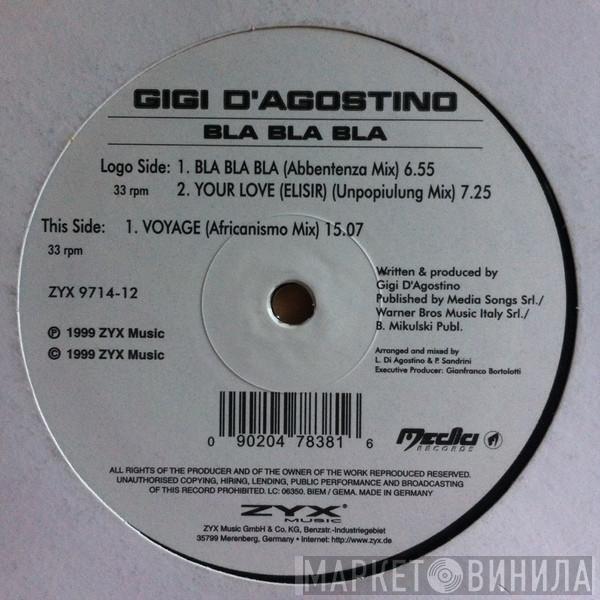 GIGI D'AGOSTINO
BLA BLA BLA
Logo Side: 1. BLA BLA BLA (Abbentenza Mix) 6.55
33 rpm 2. YOUR LOVE (ELISIR) (Unpopiulung Mix) 7.25
This Side: 1. VOYAGE (Africanismo Mix) 15.07
33 rpm
ZYX 9714-12
Ⓟ 1999 ZYX Music
© 1999 ZYX Music
Written & produced by
Gigi D'Agostino
Published by Media Songs Srl./
Warner Bros Music Italy Srl./
B. Mikulski Publ.
Arranged and mixed by
L. Di Agostino & P. Sandrini
Executive Producer: Gianfranco Bortolotti
0 90204 78381 6
Media
RECORDS
ALL RIGHTS OF THE PRODUCER AND OF THE OWNER OF THE WORK REPRODUCED RESERVED.
UNAUTHORISED COPYING, HIRING, LENDING, PUBLIC PERFORMANCE AND BROADCASTING
OF THIS RECORD PROHIBITED. LC: 06350. BIEM / GEMA. MADE IN GERMANY
ZYX
MUSIC
ZYX Music GmbH & Co. KG, Benzstr.-Industriegebiet
35799 Merenberg, Germany • Internet: http://www.zyx.de
МАРКЕТ ВИНИЛА